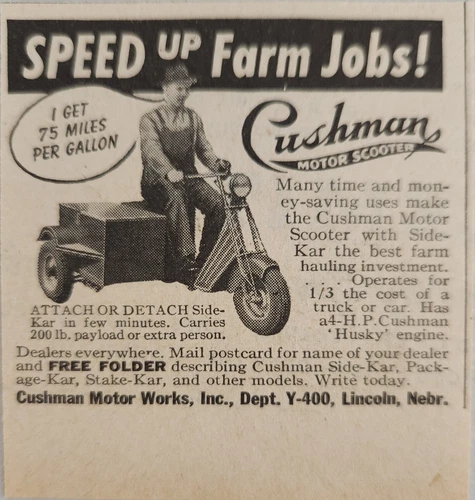 SPEED UP Farm Jobs!
I GET
75 MILES
PER GALLON
Cushman
MOTOR SCOOTER
Many time and mon-
ey-saving uses make
the Cushman Motor
Scooter with Side-
Kar the best farm
hauling investment.
. . . . Operates for
1/3 the cost of a
truck or car. Has
a4-H.P. Cushman
'Husky' engine.
ATTACH OR DETACH Side-
Kar in few minutes. Carries
200 lb. payload or extra person.
Dealers everywhere. Mail postcard for name of your dealer
and FREE FOLDER describing Cushman Side-Kar, Pack-
age-Kar, Stake-Kar, and other models. Write today.
Cushman Motor Works, Inc., Dept. Y-400, Lincoln, Nebr.